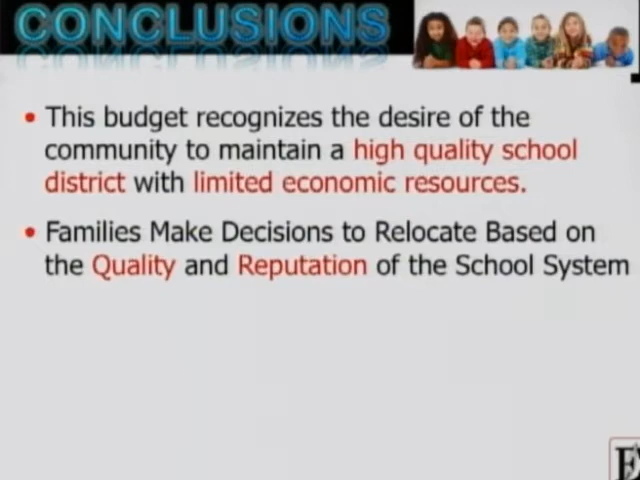 CONCLUSIONS
• This budget recognizes the desire of the
community to maintain a high quality school
district with limited economic resources.
• Families Make Decisions to Relocate Based on
the Quality and Reputation of the School System
E